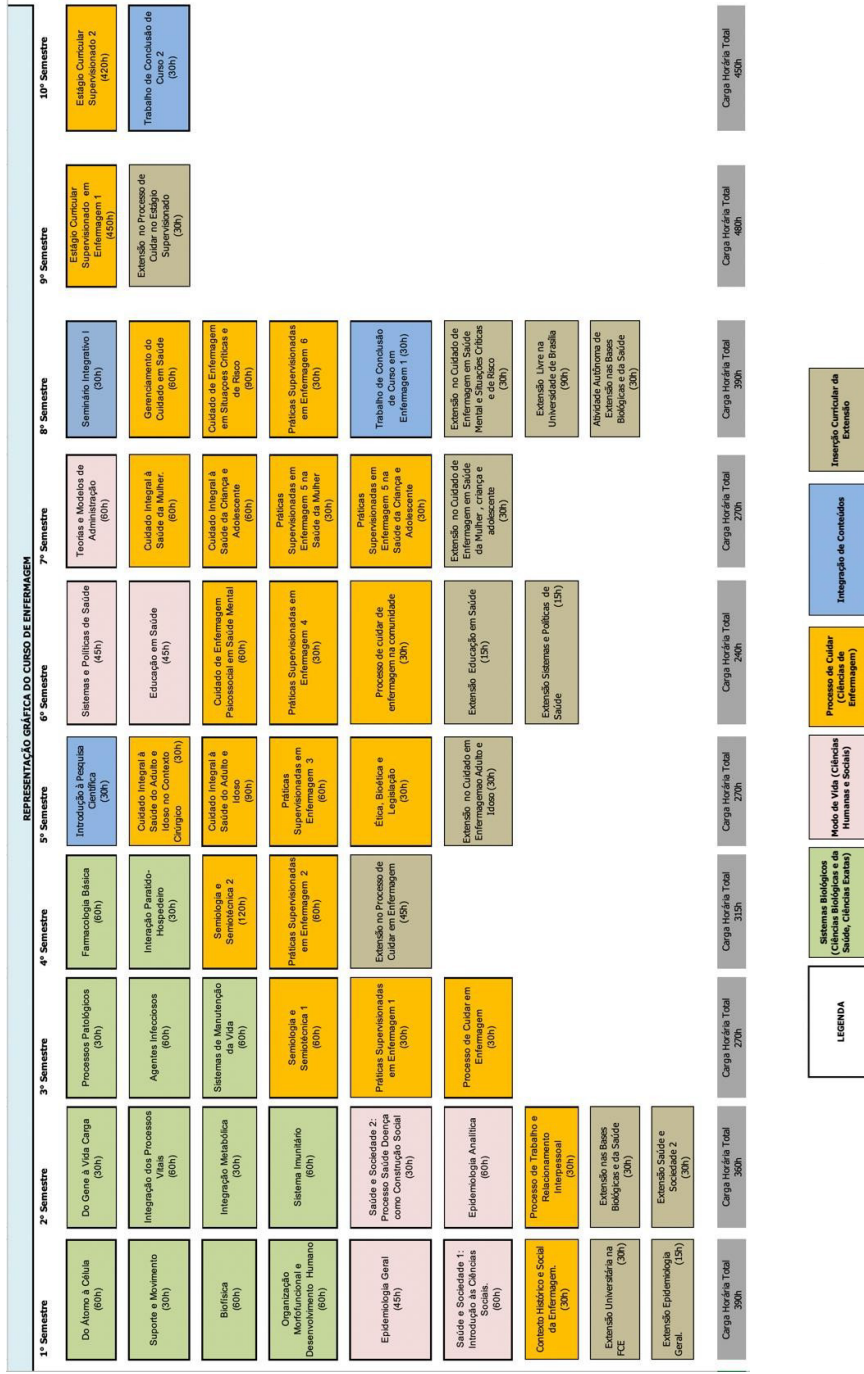 REPRESENTAÇÃO GRÁFICA DO CURSO DE ENFERMAGEM
1º Semestre
Do Átomo à Célula
(60h)
Suporte e Movimento
(30h)
Biofísica
(60h)
Organização
Morfofuncional e
Desenvolvimento Humano
(60h)
Epidemiologia Geral
(45h)
Saúde e Sociedade 1:
Introdução às Ciências
Sociais.
(60h)
Contexto Histórico e Social
da Enfermagem.
(30h)
Extensão Universitária na
FCE (30h)
Extensão Epidemiologia
Geral. (15h)
Carga Horária Total
390h
2º Semestre
Do Gene à Vida Carga
(30h)
Integração dos Processos
Vitais
(60h)
Integração Metabólica
(30h)
Sistema Imunitário
(60h)
Saúde e Sociedade 2:
Processo Saúde Doença
como Construção Social
(30h)
Epidemiologia Analítica
(60h)
Processo de Trabalho e
Relacionamento
Interpessoal
(30h)
Extensão nas Bases
Biológicas e da Saúde
(30h)
Extensão Saúde e
Sociedade 2
(30h)
Carga Horária Total
360h
3º Semestre
Processos Patológicos
(30h)
Agentes Infecciosos
(60h)
Sistemas de Manutenção
da Vida
(60h)
Semiologia e
Semiotécnica 1
(60h)
Práticas Supervisionadas
em Enfermagem 1
(30h)
Processo de Cuidar em
Enfermagem
(30h)
Carga Horária Total
270h
4º Semestre
Farmacologia Básica
(60h)
Interação Paratido-
Hospedeiro
(30h)
Semiologia e
Semiotécnica 2
(120h)
Práticas Supervisionadas
em Enfermagem 2
(60h)
Extensão no Processo de
Cuidar em Enfermagem
(45h)
Carga Horária Total
315h
5º Semestre
Introdução à Pesquisa
Científica
(30h)
Cuidado Integral à
Saúde do Adulto e
Idoso no Contexto
Cirúrgico (30h)
Cuidado Integral à
Saúde do Adulto e
Idoso
(90h)
Práticas
Supervisionadas em
Enfermagem 3
(60h)
Ética, Bioética e
Legislação
(30h)
Extensão no Cuidado em
Enfermagemao Adulto e
Idoso (30h)
Carga Horária Total
270h
6º Semestre
Sistemas e Políticas de Saúde
(45h)
Educação em Saúde
(45h)
Cuidado de Enfermagem
Psicossocial em Saúde Mental
(60h)
Práticas Supervisionadas em
Enfermagem 4
(30h)
Processo de cuidar de
enfermagem na comunidade
(30h)
Extensão Educação em Saúde
(15h)
Extensão Sistemas e Políticas de
Saúde (15h)
Carga Horária Total
240h
7º Semestre
Teorias e Modelos de
Administração
(60h)
Cuidado Integral à
Saúde da Mulher.
(60h)
Cuidado Integral à
Saúde da Criança e
Adolescente
(60h)
Práticas
Supervisionadas em
Enfermagem 5 na
Saúde da Mulher
(30h)
Práticas
Supervisionadas em
Enfermagem 5 na
Saúde da Criança e
Adolescente
(30h)
Extensão no Cuidado de
Enfermagem em Saúde
da Mulher , criança e
adolescente
(30h)
Carga Horária Total
270h
8º Semestre
Seminário Integrativo I
(30h)
Gerenciamento do
Cuidado em Saúde
(60h)
Cuidado de Enfermagem
em Situações Críticas e
de Risco
(90h)
Práticas Supervisionadas
em Enfermagem 6
(30h)
Trabalho de Conclusão
de Curso em
Enfermagem 1 (30h)
Extensão no Cuidado de
Enfermagem em Saúde
Mental e Situações Críticas
e de Risco
(30h)
Extensão Livre na
Universidade de Brasília
(90h)
Atividade Autônoma de
Extensão nas Bases
Biológicas e da Saúde
(30h)
Carga Horária Total
390h
9º Semestre
Estágio Curricular
Supervisionado em
Enfermagem 1
(450h)
Extensão no Processo de
Cuidar no Estágio
Supervisionado
(30h)
Carga Horária Total
480h
10º Semestre
Estágio Curricular
Supervisionado 2
(420h)
Trabalho de Conclusão de
Curso 2
(30h)
Carga Horária Total
450h
LEGENDA
Sistemas Biológicos
(Ciências Biológicas e da
Saúde, Ciências Exatas)
Modo de Vida (Ciências
Humanas e Sociais)
Processo de Cuidar
(Ciências de
Enfermagem)
Integração de Conteúdos
Inserção Curricular da
Extensão